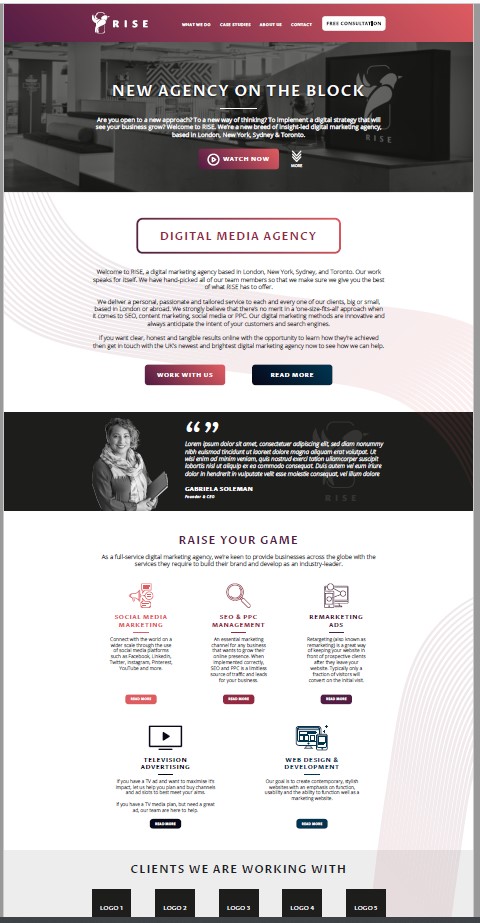 RISE
WHAT WE DO CASE STUDIES ABOUT US CONTACT FREE CONSULTATION
NEW AGENCY ON THE BLOCK
Are you open to a new approach? To a new way of thinking? To implement a digital strategy that will
see your business grow? Welcome to RISE. We're a new breed of insight-led digital marketing agency,
based in London, New York, Sydney & Toronto.
RISE
WATCH NOW
MORE
DIGITAL MEDIA AGENCY
Welcome to RISE, a digital marketing agency based in London, New York, Sydney, and Toronto. Our work
speaks for itself. We have hand-picked all of our team members so that we make sure we give you the best
of what RISE has to offer.
We deliver a personal, passionate and tailored service to each and every one of our clients, big or small,
based in London or abroad. We strongly believe that there's no merit in a 'one-size-fits-all' approach when
it comes to SEO, content marketing, social media or PPC. Our digital marketing methods are innovative and
always anticipate the intent of your customers and search engines.
If you want clear, honest and tangible results online with the opportunity to learn how they're achieved
then get in touch with the UK's newest and brightest digital marketing agency now to see how we can help.
WORK WITH US
READ MORE
“ ”
Lorem ipsum dolor sit amet, consectetuer adipiscing elit, sed diam nonummy
nibh euismod tincidunt ut laoreet dolore magna aliquam erat volutpat. Ut
wisi enim ad minim veniam, quis nostrud exerci tation ullamcorper suscipit
lobortis nisl ut aliquip ex ea commodo consequat. Duis autem vel eum iriure
dolor in hendrerit in vulputate velit esse molestie consequat, vel illum dolore
GABRIELA SOLEMAN
Founder & CEO
RISE
RAISE YOUR GAME
As a full-service digital marketing agency, we're keen to provide businesses across the globe with the
services they require to build their brand and develop as an industry-leader.
SOCIAL MEDIA
MARKETING
Connect with the world on a
wider scale through the use
of social media platforms
such as Facebook, LinkedIn,
Twitter, Instagram, Pinterest,
YouTube and more.
READ MORE
SEO & PPC
MANAGEMENT
An essential marketing
channel for any business
that wants to grow their
online presence. When
implemented correctly,
SEO and PPC is a limitless
source of traffic and leads
for your business.
READ MORE
REMARKETING
ADS
Retargeting (also known as
remarketing) is a great way
of keeping your website in
front of prospective clients
after they leave your
website. Typically only a
fraction of visitors will
convert on the initial visit.
READ MORE
TELEVISION
ADVERTISING
If you have a TV ad and want to maximise its
impact, let us help you plan and buy channels
and ad slots to best meet your aims.
If you have a TV media plan, but need a great
ad, our team are here to help.
READ MORE
WEB DESIGN &
DEVELOPMENT
Our goal is to create contemporary, stylish
websites with an emphasis on function,
usability and the ability to function well as a
marketing website.
READ MORE
CLIENTS WE ARE WORKING WITH
LOGO 1 LOGO 2 LOGO 3 LOGO 4 LOGO 5